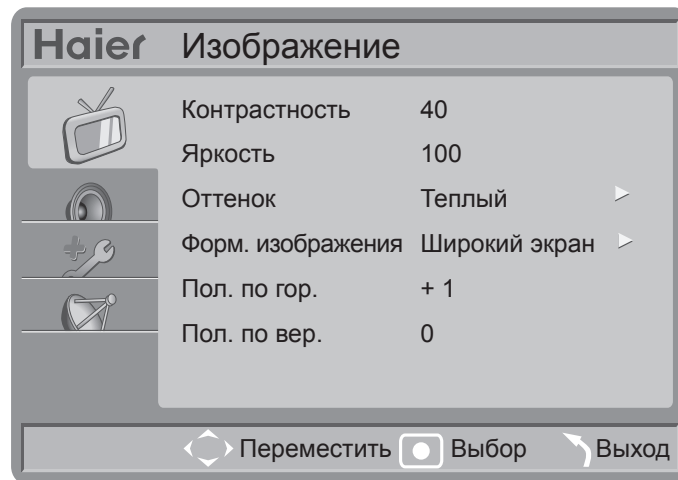 Haier Изображение
Контрастность 40
Яркость 100
Оттенок Теплый
Форм. изображения Широкий экран
Пол. по гор. + 1
Пол. по вер. 0
Переместить Выбор Выход